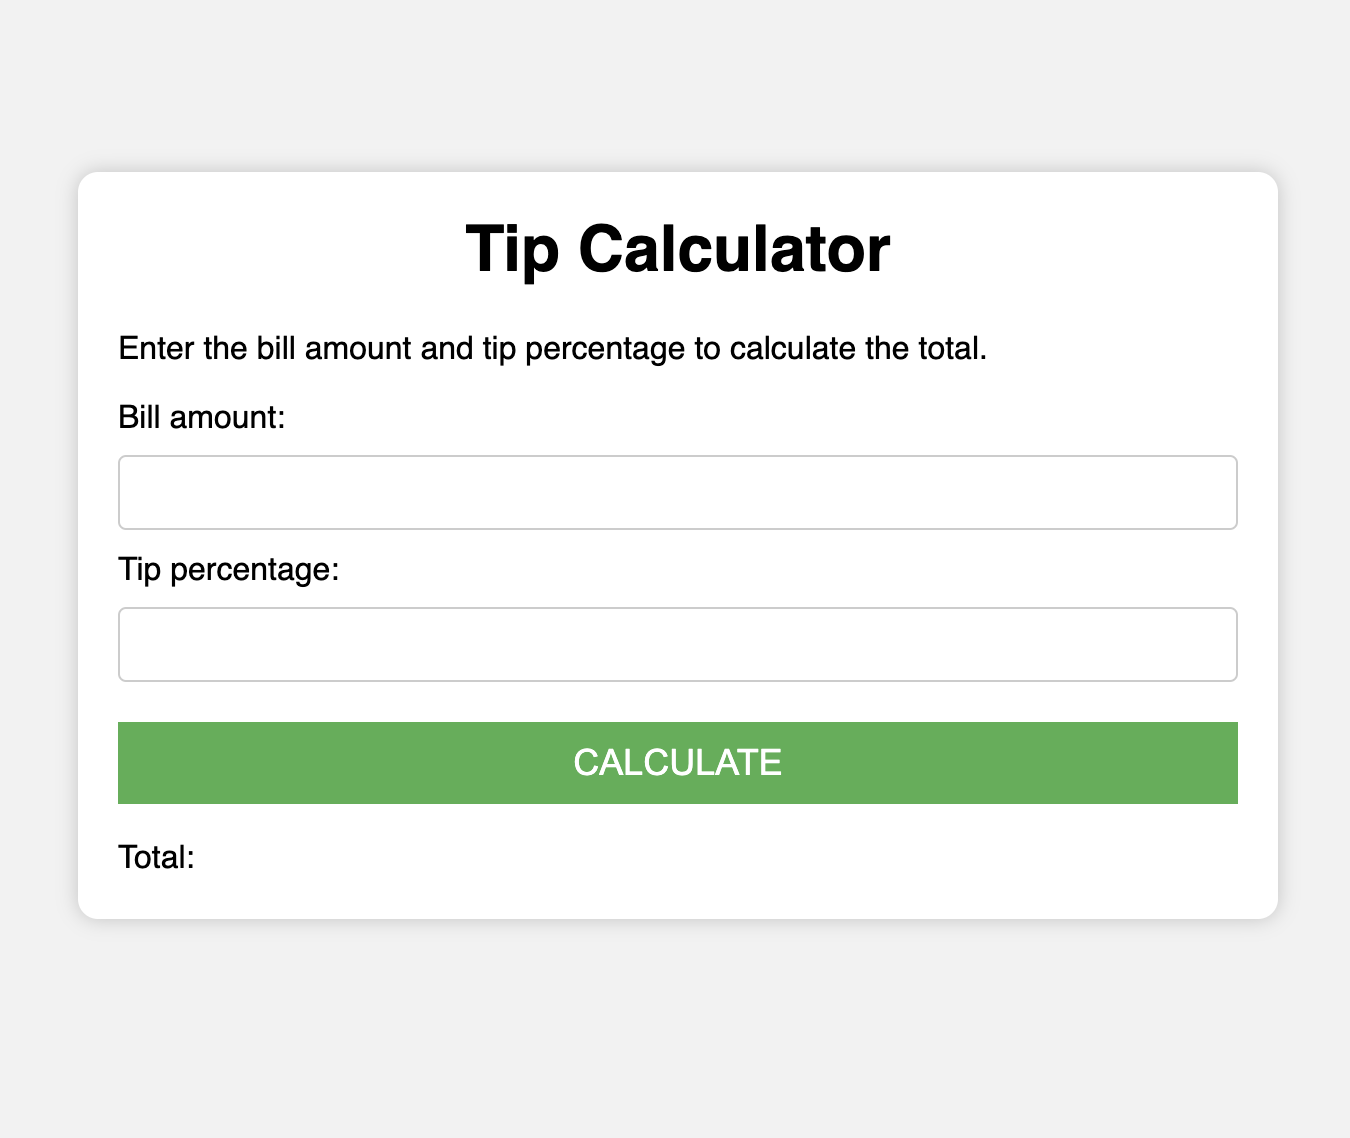 Tip Calculator
Enter the bill amount and tip percentage to calculate the total.
Bill amount:
Tip percentage:
CALCULATE
Total: